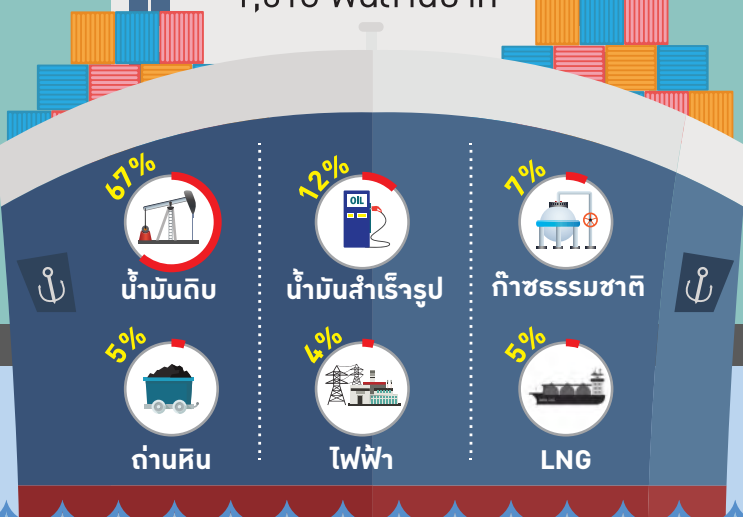 67%
น้ำมันดิบ
12%
OIL
น้ำมันสำเร็จรูป
7%
ก๊าซธรรมชาติ
5%
ถ่านหิน
4%
ไฟฟ้า
5%
LNG